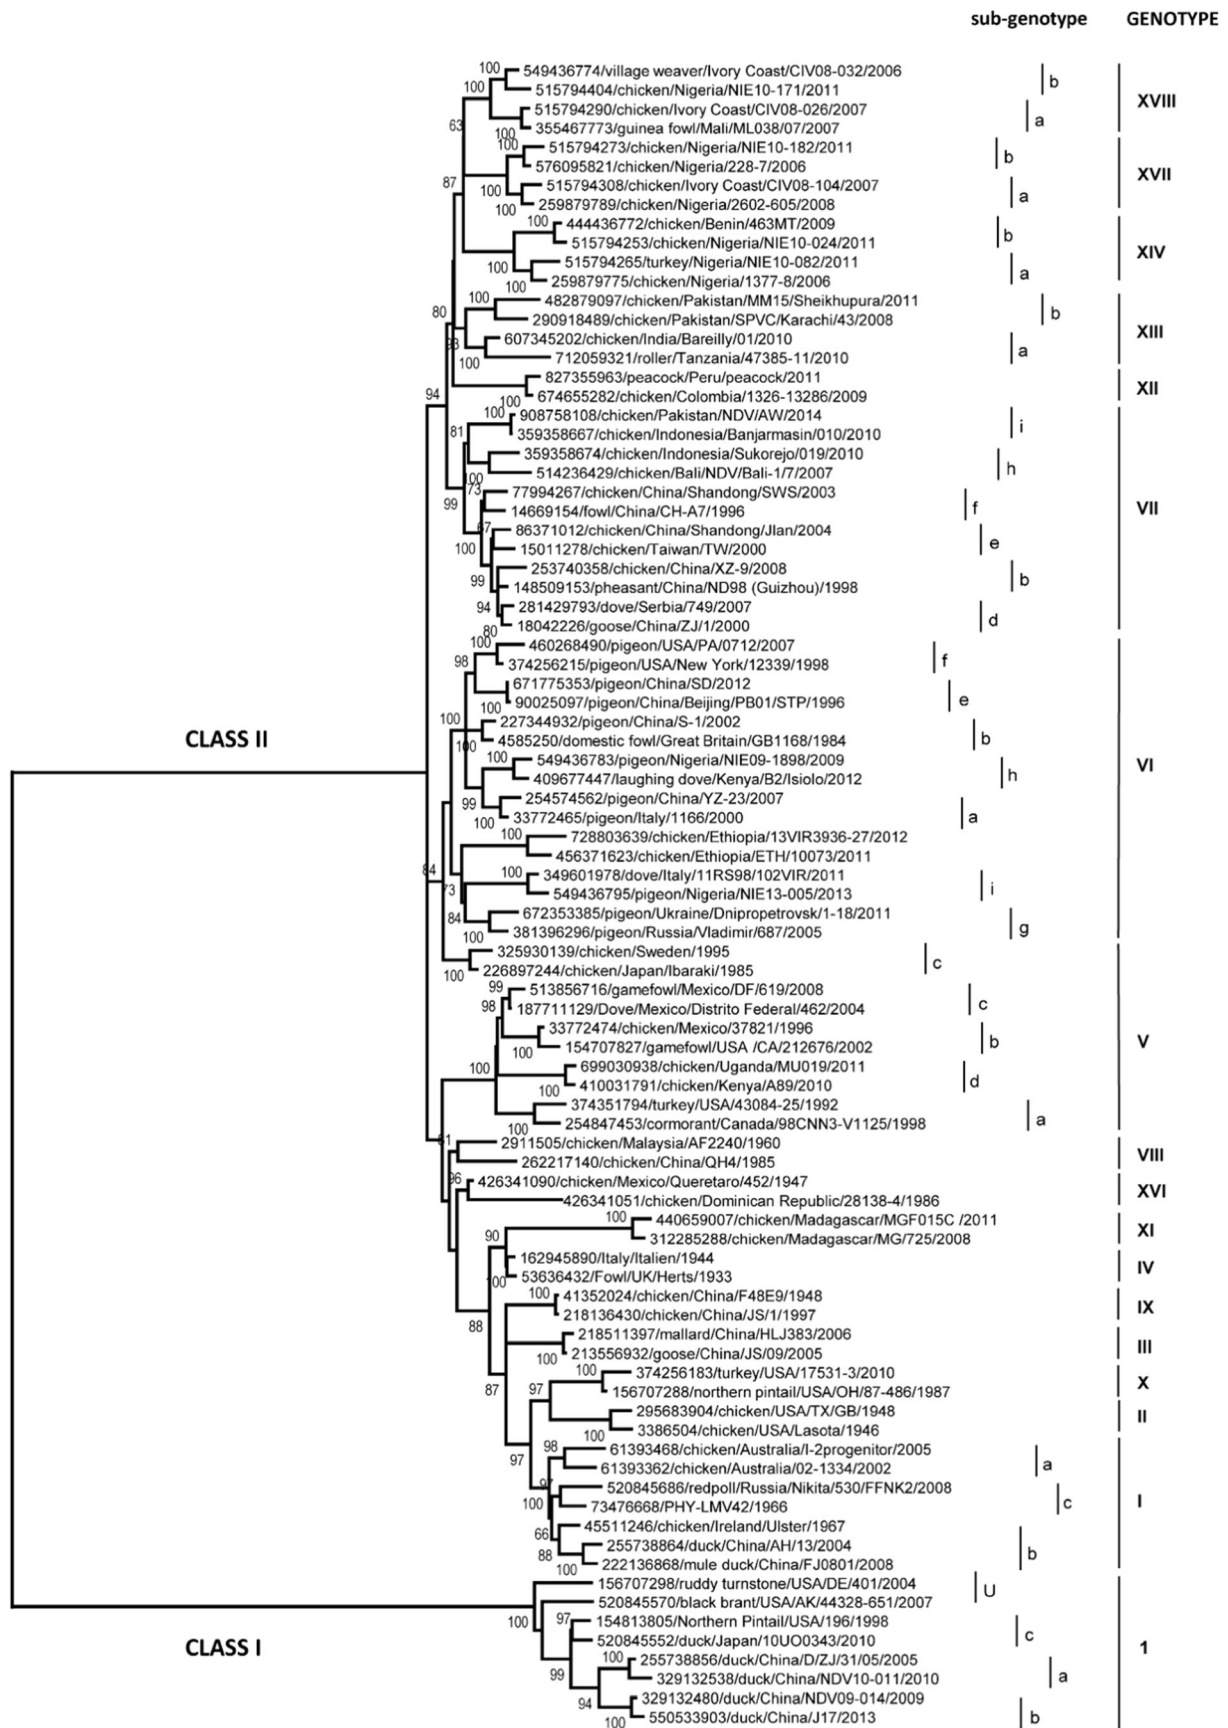 sub-genotype GENOTYPE
100 549436774/village weaver/Ivory Coast/CIV08-032/2006
100 515794404/chicken/Nigeria/NIE10-171/2011 b
515794290/chicken/Ivory Coast/CIV08-026/2007 XVIII
63 100 355467773/guinea fowl/Mali/ML038/07/2007 a
100 515794273/chicken/Nigeria/NIE10-182/2011 b
576095821/chicken/Nigeria/228-7/2006
87 100 515794308/chicken/Ivory Coast/CIV08-104/2007 XVII
100 259879789/chicken/Nigeria/2602-605/2008 a
100 444436772/chicken/Benin/463MT/2009 b
515794253/chicken/Nigeria/NIE10-024/2011
100 515794265/turkey/Nigeria/NIE10-082/2011 XIV
100 259879775/chicken/Nigeria/1377-8/2006 a
100 482879097/chicken/Pakistan/MM15/Sheikhupura/2011 b
80 290918489/chicken/Pakistan/SPVC/Karachi/43/2008
93 607345202/chicken/India/Bareilly/01/2010 XIII
100 712059321/roller/Tanzania/47385-11/2010 a
827355963/peacock/Peru/peacock/2011 XII
94 100 674655282/chicken/Colombia/1326-13286/2009
100 908758108/chicken/Pakistan/NDV/AW/2014 i
81 359358667/chicken/Indonesia/Banjarmasin/010/2010
359358674/chicken/Indonesia/Sukorejo/019/2010 h
100 514236429/chicken/Bali/NDV/Bali-1/7/2007
73 77994267/chicken/China/Shandong/SWS/2003 f
99 14669154/fowl/China/CH-A7/1996 VII
67 86371012/chicken/China/Shandong/JIan/2004 e
100 15011278/chicken/Taiwan/TW/2000
253740358/chicken/China/XZ-9/2008 b
99 148509153/pheasant/China/ND98 (Guizhou)/1998
94 281429793/dove/Serbia/749/2007 d
80 18042226/goose/China/ZJ/1/2000
100 460268490/pigeon/USA/PA/0712/2007 f
98 374256215/pigeon/USA/New York/12339/1998
671775353/pigeon/China/SD/2012 e
100 90025097/pigeon/China/Beijing/PB01/STP/1996
100 227344932/pigeon/China/S-1/2002 b
CLASS II 100 4585250/domestic fowl/Great Britain/GB1168/1984
100 549436783/pigeon/Nigeria/NIE09-1898/2009 VI
409677447/laughing dove/Kenya/B2/Isiolo/2012 h
99 254574562/pigeon/China/YZ-23/2007 a
100 33772465/pigeon/Italy/1166/2000
100 728803639/chicken/Ethiopia/13VIR3936-27/2012
456371623/chicken/Ethiopia/ETH/10073/2011
84 100 349601978/dove/Italy/11RS98/102VIR/2011 i
73 549436795/pigeon/Nigeria/NIE13-005/2013
84 672353385/pigeon/Ukraine/Dnipropetrovsk/1-18/2011 g
100 381396296/pigeon/Russia/Vladimir/687/2005
325930139/chicken/Sweden/1995 c
100 226897244/chicken/Japan/Ibaraki/1985
99 513856716/gamefowl/Mexico/DF/619/2008 c
98 187711129/Dove/Mexico/Distrito Federal/462/2004
33772474/chicken/Mexico/37821/1996 b V
100 154707827/gamefowl/USA /CA/212676/2002
100 699030938/chicken/Uganda/MU019/2011 d
100 410031791/chicken/Kenya/A89/2010
374351794/turkey/USA/43084-25/1992 a
100 254847453/cormorant/Canada/98CNN3-V1125/1998
2911505/chicken/Malaysia/AF2240/1960 VIII
262217140/chicken/China/QH4/1985
96 426341090/chicken/Mexico/Queretaro/452/1947 XVI
426341051/chicken/Dominican Republic/28138-4/1986
100 440659007/chicken/Madagascar/MGF015C /2011 XI
90 312285288/chicken/Madagascar/MG/725/2008
162945890/Italy/Italien/1944 IV
100 53636432/Fowl/UK/Herts/1933
100 41352024/chicken/China/F48E9/1948 IX
88 218136430/chicken/China/JS/1/1997
218511397/mallard/China/HLJ383/2006 III
100 213556932/goose/China/JS/09/2005
100 374256183/turkey/USA/17531-3/2010 X
87 97 156707288/northern pintail/USA/OH/87-486/1987
295683904/chicken/USA/TX/GB/1948 II
100 3386504/chicken/USA/Lasota/1946
98 61393468/chicken/Australia/I-2progenitor/2005 a
97 61393362/chicken/Australia/02-1334/2002
97 520845686/redpoll/Russia/Nikita/530/FFNK2/2008 c I
100 73476668/PHY-LMV42/1966
66 45511246/chicken/Ireland/Ulster/1967
88 255738864/duck/China/AH/13/2004 b
100 222136868/mule duck/China/FJ0801/2008
156707298/ruddy turnstone/USA/DE/401/2004 U
100 520845570/black brant/USA/AK/44328-651/2007
97 154813805/Northern Pintail/USA/196/1998 c
CLASS I 520845552/duck/Japan/10UO0343/2010 1
100 255738856/duck/China/D/ZJ/31/05/2005 a
99 329132538/duck/China/NDV10-011/2010
94 329132480/duck/China/NDV09-014/2009 b
100 550533903/duck/China/J17/2013